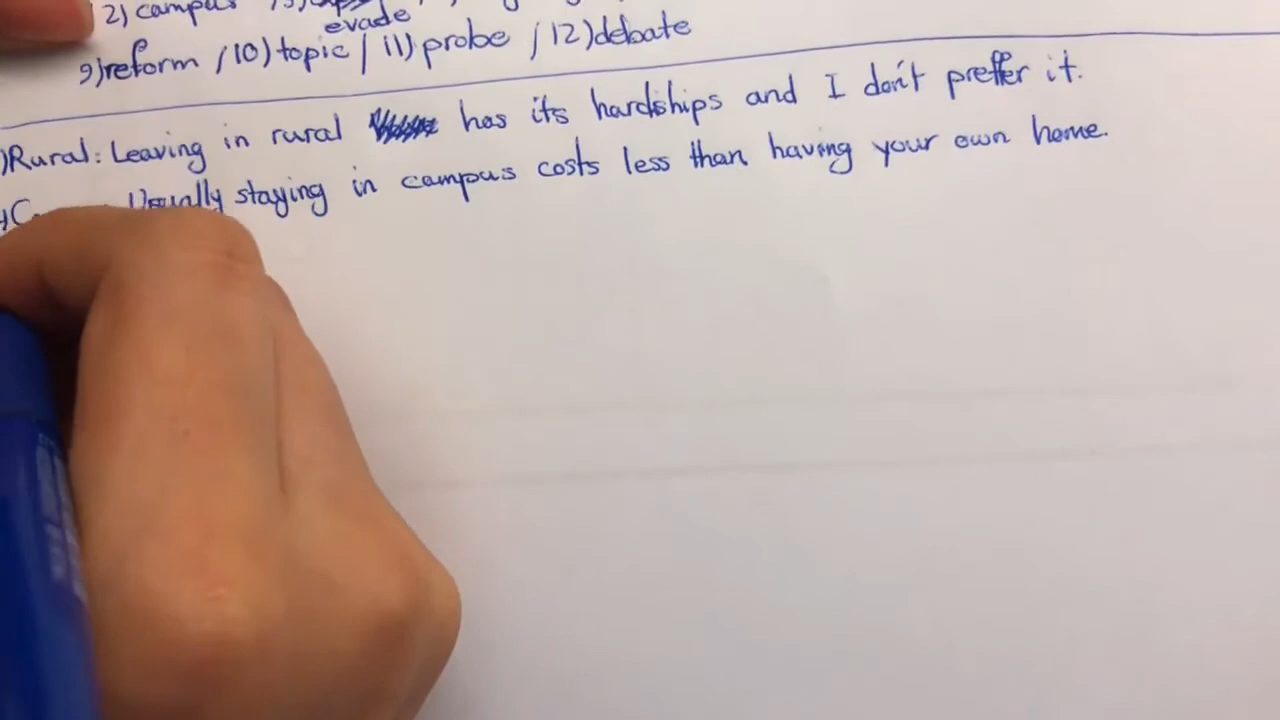 2) campus
evade
9)reform /10)topic / 11) probe / 12)debate
)Rural: Leaving in rural has its hardships and I don't preffer it.
Usually staying in campus costs less than having your own home.